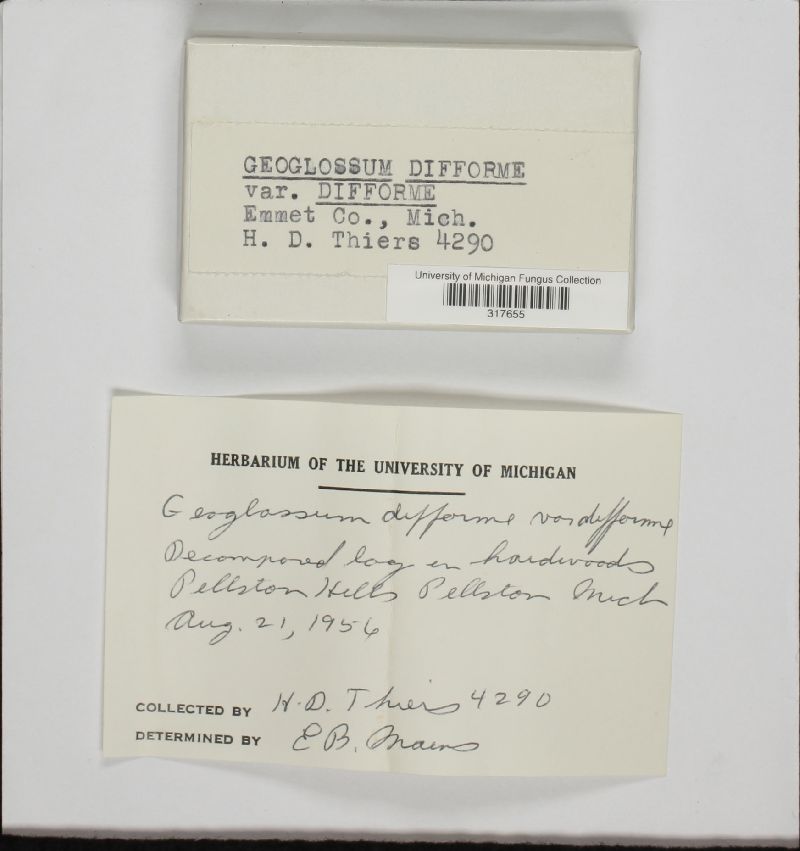 GEOGLOSSUM DIFFORME
var. DIFFORME
Emmet Co., Mich.
H. D. Thiers 4290
University of Michigan Fungus Collection
317655
HERBARIUM OF THE UNIVERSITY OF MICHIGAN
Geoglossum difforme var difforme
Decomposed log in hardwoods
Pellston Hills Pellston Mich
Aug. 21, 1956
COLLECTED BY H. D. Thiers 4290
DETERMINED BY E B. Mains